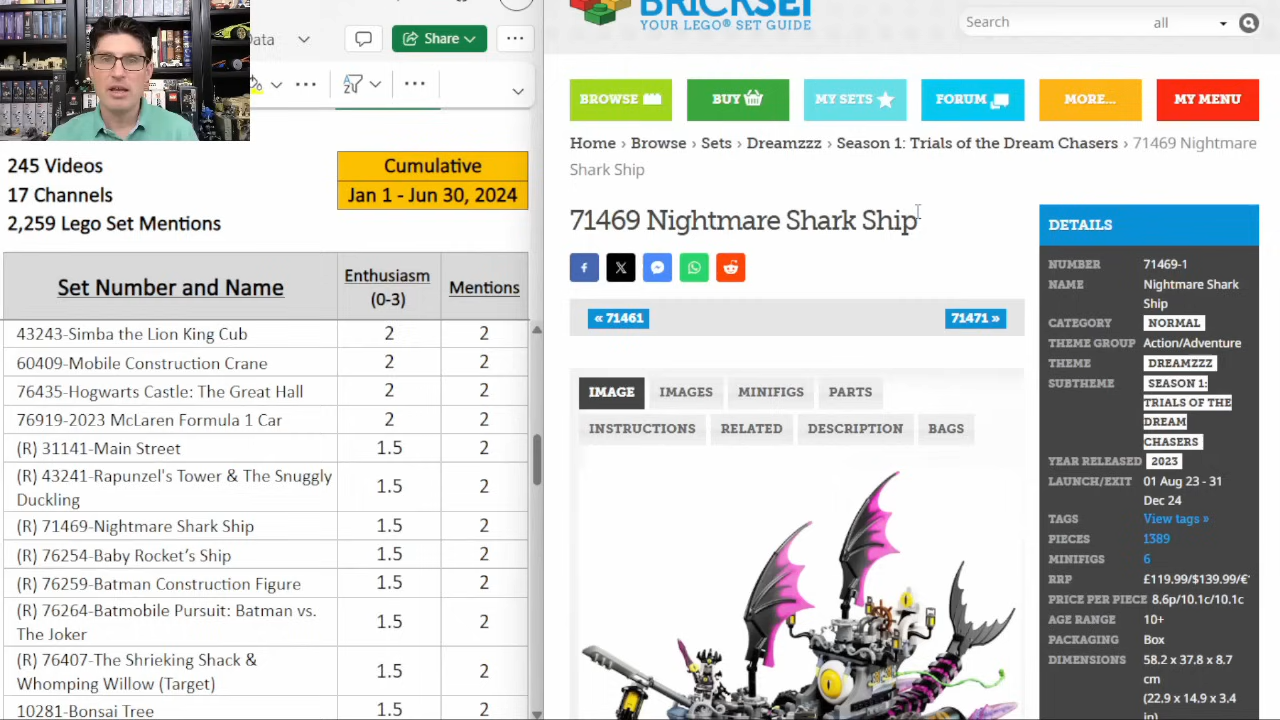 ata
Share
245 Videos
17 Channels
2,259 Lego Set Mentions
Cumulative
Jan 1 - Jun 30, 2024
Set Number and Name
Enthusiasm
(0-3)
Mentions
43243-Simba the Lion King Cub 2 2
60409-Mobile Construction Crane 2 2
76435-Hogwarts Castle: The Great Hall 2 2
76919-2023 McLaren Formula 1 Car 2 2
(R) 31141-Main Street 1.5 2
(R) 43241-Rapunzel's Tower & The Snuggly
Duckling 1.5 2
(R) 71469-Nightmare Shark Ship 1.5 2
(R) 76254-Baby Rocket’s Ship 1.5 2
(R) 76259-Batman Construction Figure 1.5 2
(R) 76264-Batmobile Pursuit: Batman vs.
The Joker 1.5 2
(R) 76407-The Shrieking Shack &
Whomping Willow (Target) 1.5 2
10281-Bonsai Tree 1.5 2
BRICKSET
YOUR LEGO® SET GUIDE
Search
all
BROWSE
BUY
MY SETS
FORUM
MORE...
MY MENU
Home › Browse › Sets › Dreamzzz › Season 1: Trials of the Dream Chasers › 71469 Nightmare
Shark Ship
71469 Nightmare Shark Ship
« 71461
71471 »
IMAGE
IMAGES
MINIFIGS
PARTS
INSTRUCTIONS
RELATED
DESCRIPTION
BAGS
DETAILS
NUMBER 71469-1
NAME Nightmare Shark
Ship
CATEGORY NORMAL
THEME GROUP Action/Adventure
THEME DREAMZZZ
SUBTHEME SEASON 1:
TRIALS OF THE
DREAM
CHASERS
YEAR RELEASED 2023
LAUNCH/EXIT 01 Aug 23 - 31
Dec 24
TAGS View tags »
PIECES 1389
MINIFIGS 6
RRP £119.99/$139.99/€
PRICE PER PIECE 8.6p/10.1c/10.1c
AGE RANGE 10+
PACKAGING Box
DIMENSIONS 58.2 x 37.8 x 8.7
cm
(22.9 x 14.9 x 3.4
in)